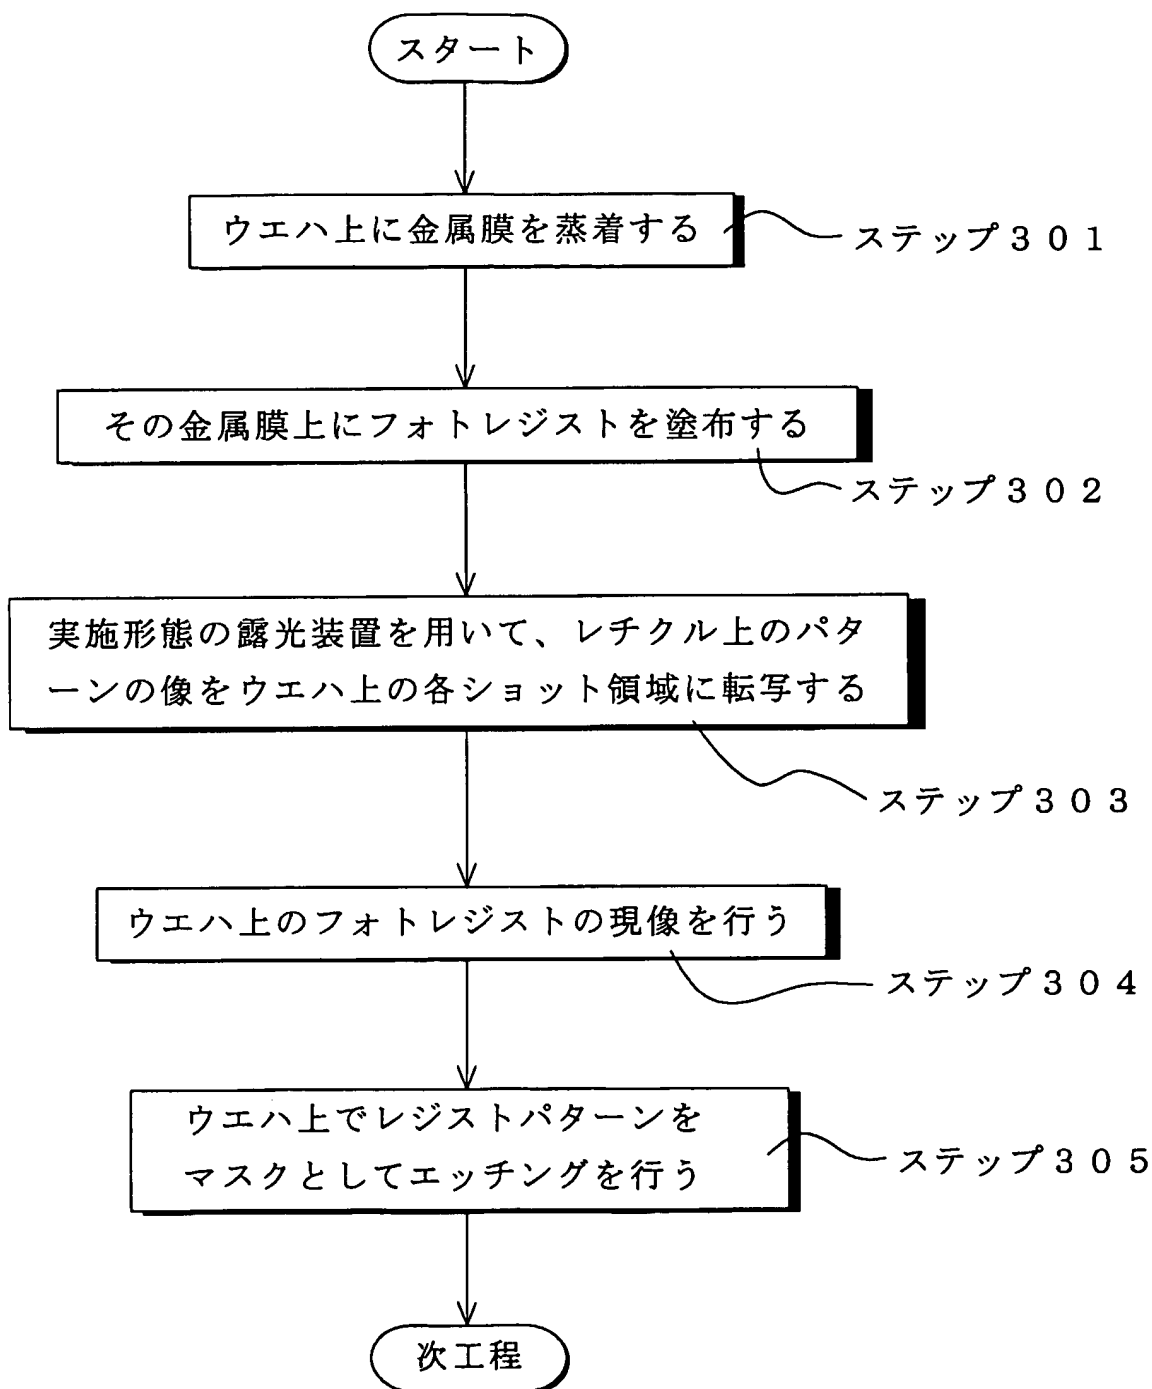 スタート
ウエハ上に金属膜を蒸着する
ステップ301
その金属膜上にフォトレジストを塗布する
ステップ302
実施形態の露光装置を用いて、レチクル上のパタ
ーンの像をウエハ上の各ショット領域に転写する
ステップ303
ウエハ上のフォトレジストの現像を行う
ステップ304
ウエハ上でレジストパターンを
マスクとしてエッチングを行う
ステップ305
次工程